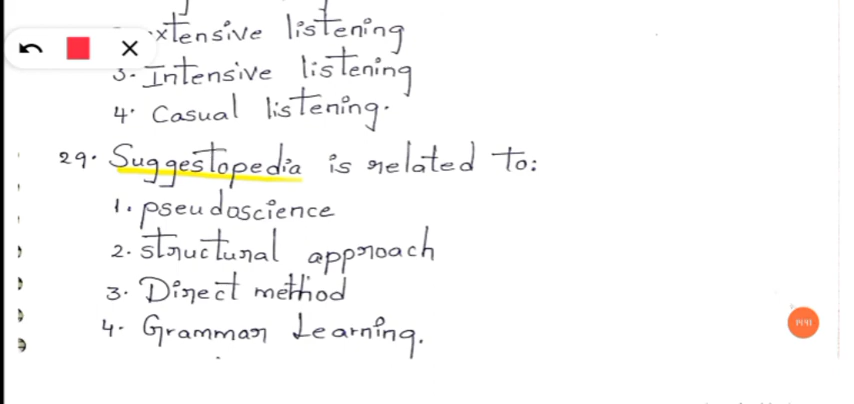 xtensive listening
3. Intensive listening
4. Casual listening.
29. Suggestopedia is related to:
1. pseudoscience
2. structural approach
3. Direct method
4. Grammar Learning.